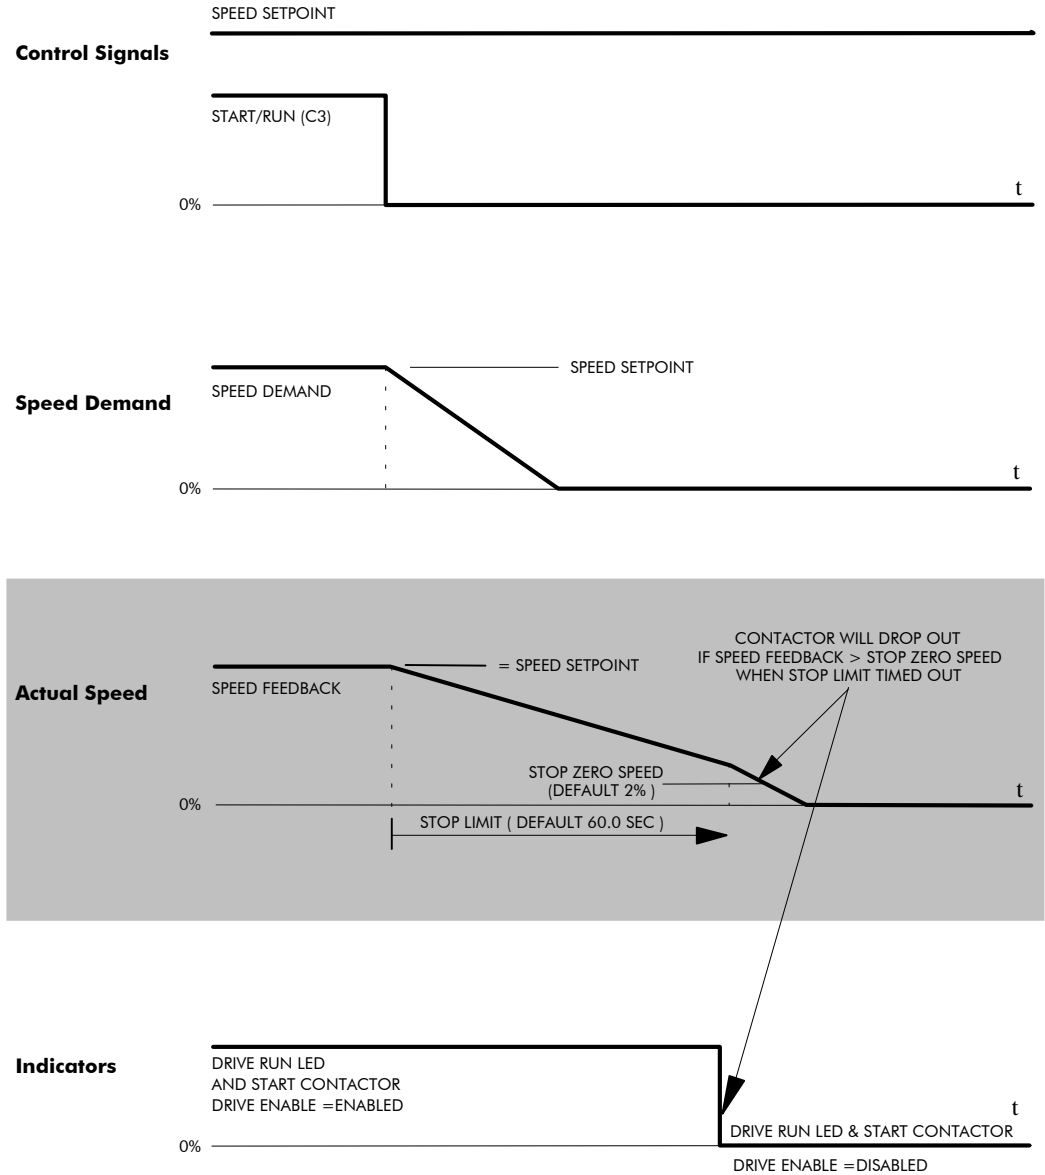 SPEED SETPOINT
Control Signals
START/RUN (C3)
t
0%
SPEED SETPOINT
SPEED DEMAND
Speed Demand
t
0%
CONTACTOR WILL DROP OUT
IF SPEED FEEDBACK > STOP ZERO SPEED
WHEN STOP LIMIT TIMED OUT
= SPEED SETPOINT
Actual Speed
SPEED FEEDBACK
STOP ZERO SPEED
(DEFAULT 2% )
t
0%
STOP LIMIT ( DEFAULT 60.0 SEC )
Indicators
DRIVE RUN LED
AND START CONTACTOR
DRIVE ENABLE =ENABLED
t
DRIVE RUN LED & START CONTACTOR
0%
DRIVE ENABLE =DISABLED